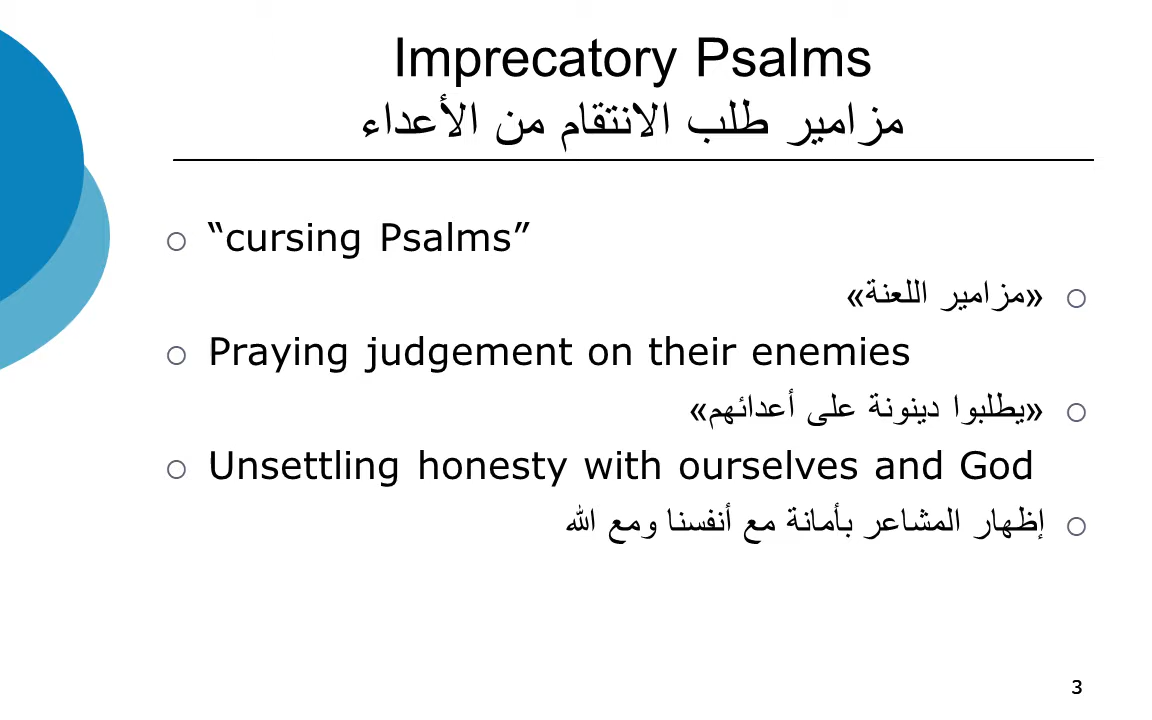 Imprecatory Psalms
مزامير طلب الانتقام من الأعداء
“cursing Psalms”
«مزامير اللعنة»
Praying judgement on their enemies
«يطلبوا دينونة على أعدائهم»
Unsettling honesty with ourselves and God
إظهار المشاعر بأمانة مع أنفسنا ومع الله
3